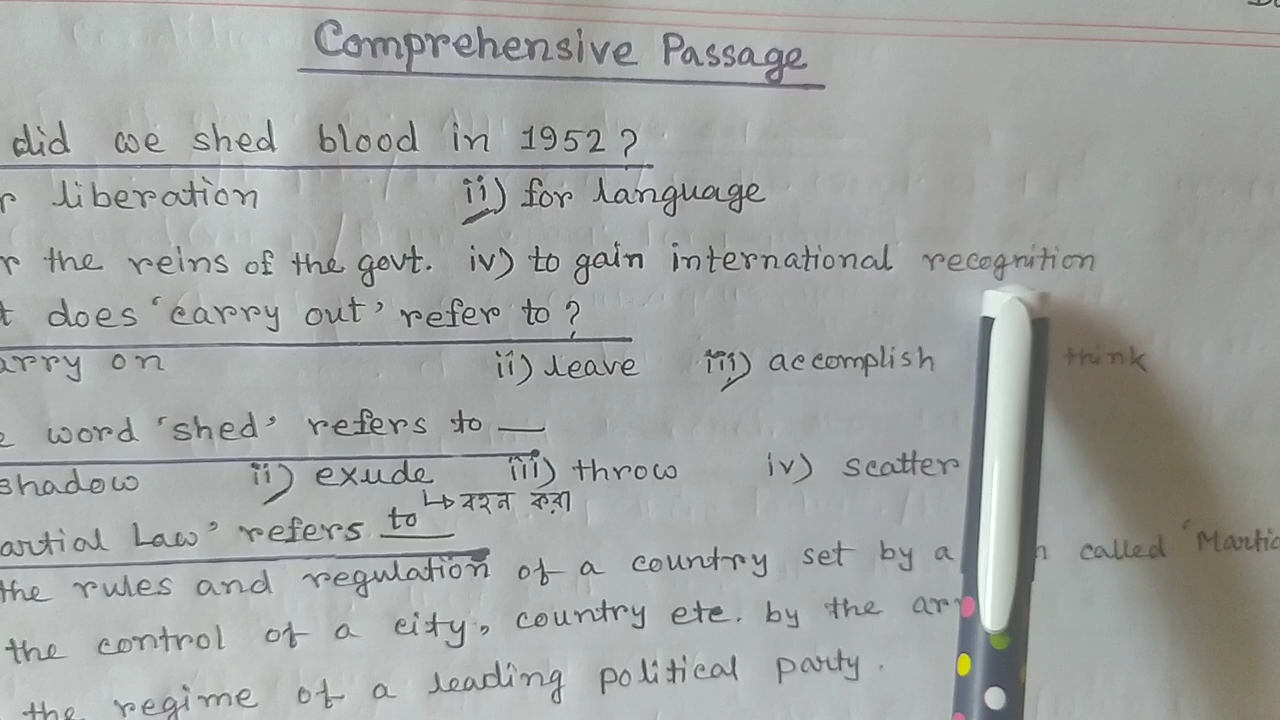 Comprehensive Passage
did we shed blood in 1952?
liberation ii) for language
the reins of the govt. iv) to gain international recognition
does 'carry out' refer to?
arry on ii) leave iii) accomplish think
word 'shed' refers to —
shadow ii) exude iii) throw iv) scatter
↳ বহন করা
artial Law' refers to
the rules and regulation of a country set by a called 'Martia
the control of a city, country etc. by the ar
the regime of a leading political party.